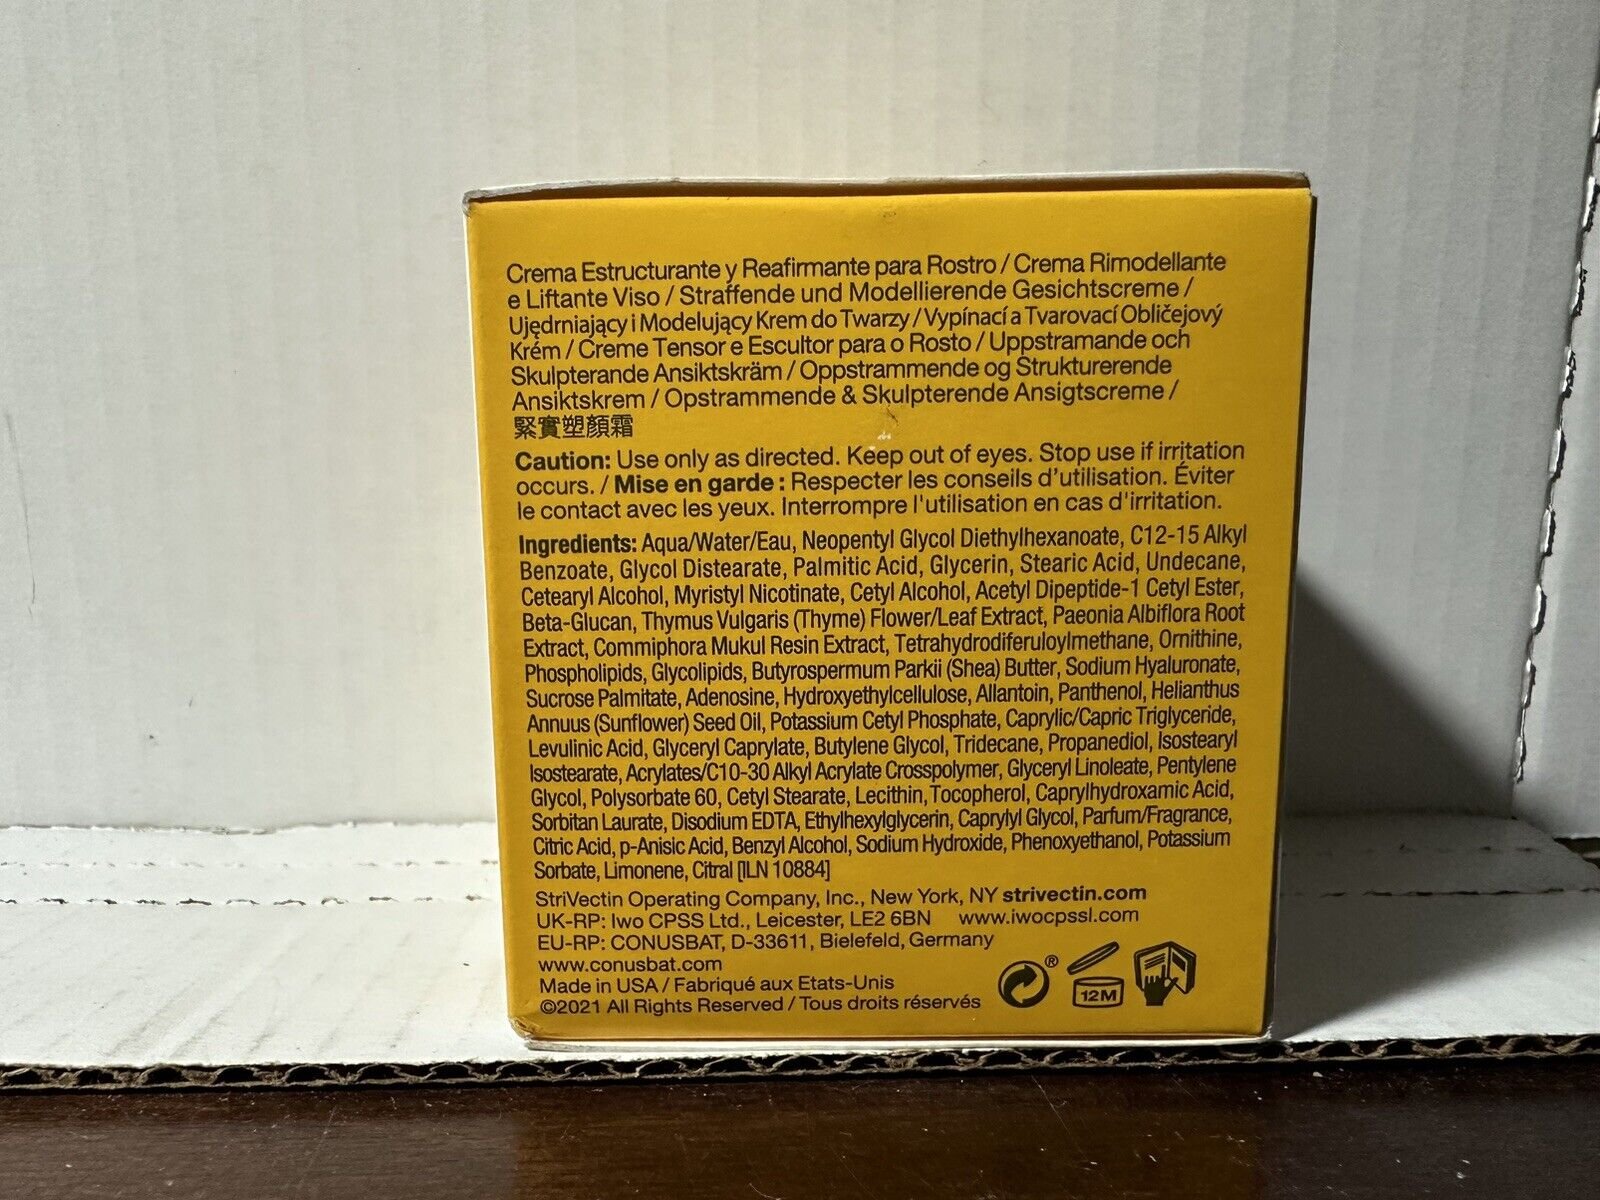 Crema Estructurante y Reafirmante para Rostro / Crema Rimodellante
e Liftante Viso / Straffende und Modellierende Gesichtscreme /
Ujędrniający i Modelujący Krem do Twarzy / Vypínací a Tvarovací Obličejový
Krém / Creme Tensor e Escultor para o Rosto / Uppstramande och
Skulpterande Ansiktskräm / Oppstrammende og Strukturerende
Ansiktskrem / Opstrammende & Skulpterende Ansigtscreme /
緊實塑顏霜
Caution: Use only as directed. Keep out of eyes. Stop use if irritation
occurs. / Mise en garde : Respecter les conseils d'utilisation. Éviter
le contact avec les yeux. Interrompre l'utilisation en cas d'irritation.
Ingredients: Aqua/Water/Eau, Neopentyl Glycol Diethylhexanoate, C12-15 Alkyl
Benzoate, Glycol Distearate, Palmitic Acid, Glycerin, Stearic Acid, Undecane,
Cetearyl Alcohol, Myristyl Nicotinate, Cetyl Alcohol, Acetyl Dipeptide-1 Cetyl Ester,
Beta-Glucan, Thymus Vulgaris (Thyme) Flower/Leaf Extract, Paeonia Albiflora Root
Extract, Commiphora Mukul Resin Extract, Tetrahydrodiferuloylmethane, Ornithine,
Phospholipids, Glycolipids, Butyrospermum Parkii (Shea) Butter, Sodium Hyaluronate,
Sucrose Palmitate, Adenosine, Hydroxyethylcellulose, Allantoin, Panthenol, Helianthus
Annuus (Sunflower) Seed Oil, Potassium Cetyl Phosphate, Caprylic/Capric Triglyceride,
Levulinic Acid, Glyceryl Caprylate, Butylene Glycol, Tridecane, Propanediol, Isostearyl
Isostearate, Acrylates/C10-30 Alkyl Acrylate Crosspolymer, Glyceryl Linoleate, Pentylene
Glycol, Polysorbate 60, Cetyl Stearate, Lecithin, Tocopherol, Caprylhydroxamic Acid,
Sorbitan Laurate, Disodium EDTA, Ethylhexylglycerin, Caprylyl Glycol, Parfum/Fragrance,
Citric Acid, p-Anisic Acid, Benzyl Alcohol, Sodium Hydroxide, Phenoxyethanol, Potassium
Sorbate, Limonene, Citral [ILN 10884]
StriVectin Operating Company, Inc., New York, NY strivectin.com
UK-RP: Iwo CPSS Ltd., Leicester, LE2 6BN www.iwocpssl.com
EU-RP: CONUSBAT, D-33611, Bielefeld, Germany
www.conusbat.com
Made in USA / Fabriqué aux Etats-Unis
©2021 All Rights Reserved / Tous droits réservés
®
12M